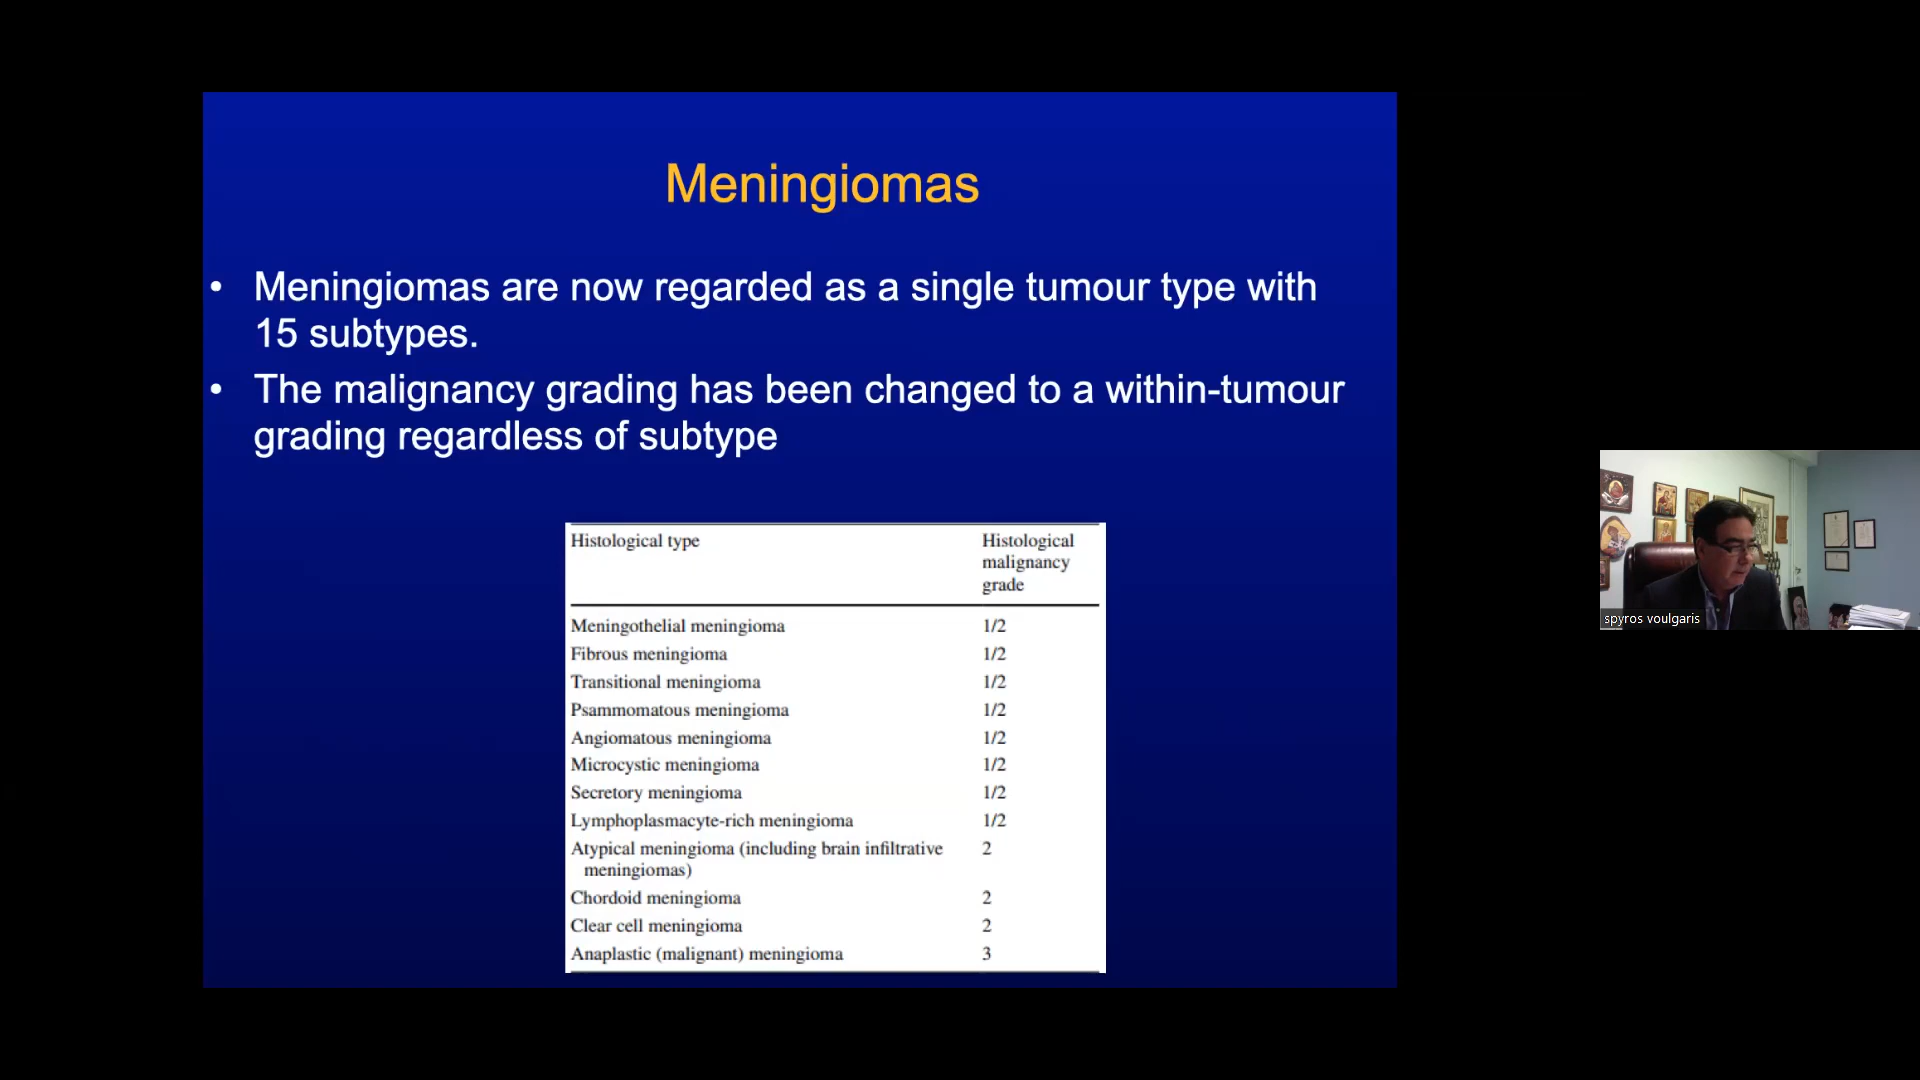 Meningiomas
• Meningiomas are now regarded as a single tumour type with
15 subtypes.
• The malignancy grading has been changed to a within-tumour
grading regardless of subtype
Histological type Histological
malignancy
grade
Meningothelial meningioma 1/2
Fibrous meningioma 1/2
Transitional meningioma 1/2
Psammomatous meningioma 1/2
Angiomatous meningioma 1/2
Microcystic meningioma 1/2
Secretory meningioma 1/2
Lymphoplasmacyte-rich meningioma 1/2
Atypical meningioma (including brain infiltrative 2
meningiomas)
Chordoid meningioma 2
Clear cell meningioma 2
Anaplastic (malignant) meningioma 3
spyros voulgaris